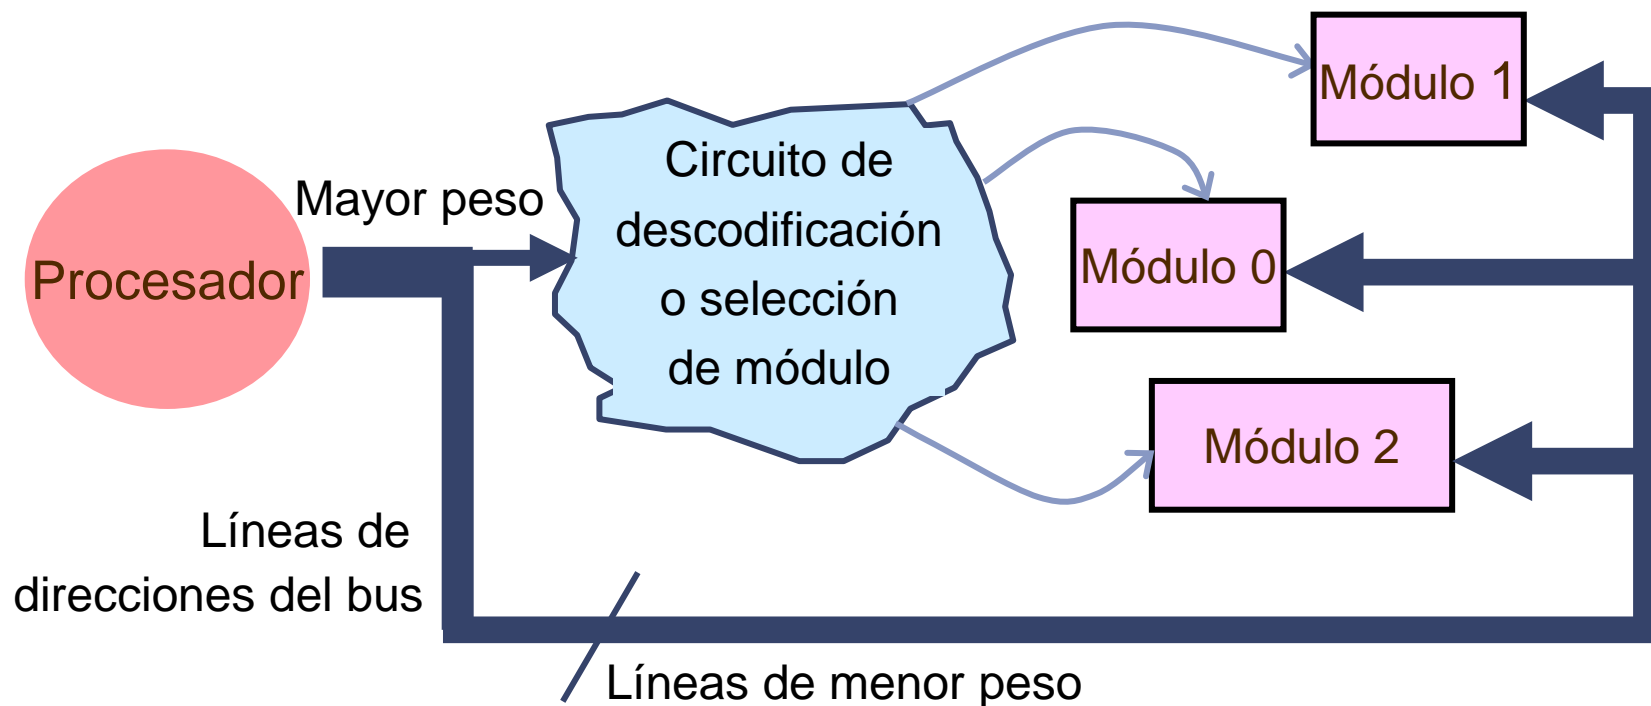 Procesador
Mayor peso
Circuito de
descodificación
o selección
de módulo
Módulo 1
Módulo 0
Módulo 2
Líneas de
direcciones del bus
Líneas de menor peso